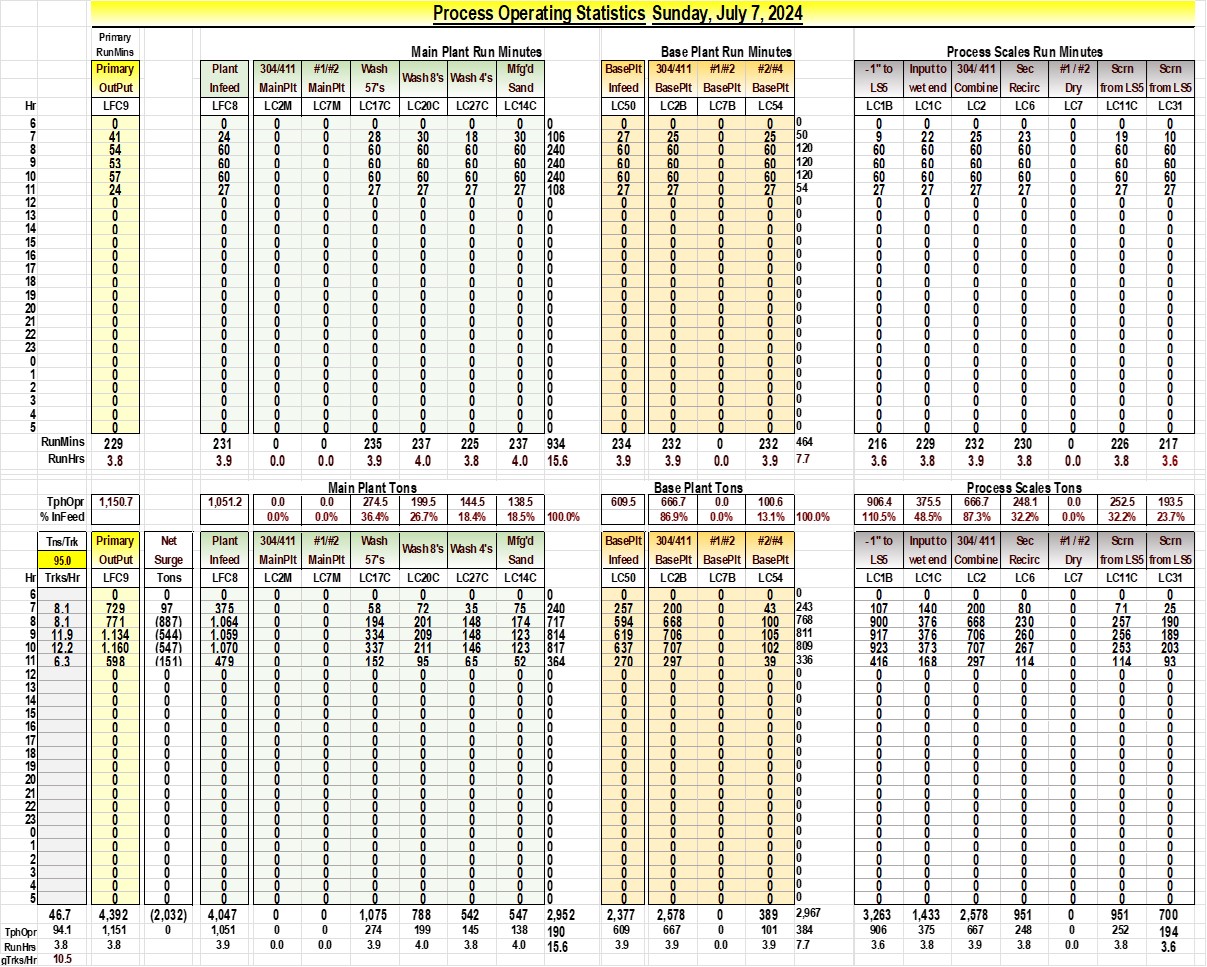 Process Operating Statistics Sunday, July 7, 2024
Primary
RunMins Main Plant Run Minutes Base Plant Run Minutes Process Scales Run Minutes
Primary Plant 304/411 #1/#2 Wash Wash 8's Wash 4's Mfg'd BasePlt 304/411 #1/#2 #2/#4 -1" to Input to 304/ 411 Sec #1 / #2 Scrn Scrn
OutPut Infeed MainPlt MainPlt 57's Sand Infeed BasePlt BasePlt BasePlt LS5 wet end Combine Recirc Dry from LS5 from LS5
Hr LFC9 LFC8 LC2M LC7M LC17C LC20C LC27C LC14C LC50 LC2B LC7B LC54 LC1B LC1C LC2 LC6 LC7 LC11C LC31
6 0 0 0 0 0 0 0 0 0 0 0 0 0 0 0 0 0 0 0 0 0
7 41 24 0 0 28 30 18 30 106 27 25 0 25 50 9 22 25 23 0 19 10
8 54 60 0 0 60 60 60 60 240 60 60 0 60 120 60 60 60 60 0 60 60
9 53 60 0 0 60 60 60 60 240 60 60 0 60 120 60 60 60 60 0 60 60
10 57 60 0 0 60 60 60 60 240 60 60 0 60 120 60 60 60 60 0 60 60
11 24 27 0 0 27 27 27 27 108 27 27 0 27 54 27 27 27 27 0 27 27
12 0 0 0 0 0 0 0 0 0 0 0 0 0 0 0 0 0 0 0 0
13 0 0 0 0 0 0 0 0 0 0 0 0 0 0 0 0 0 0 0 0
14 0 0 0 0 0 0 0 0 0 0 0 0 0 0 0 0 0 0 0 0
15 0 0 0 0 0 0 0 0 0 0 0 0 0 0 0 0 0 0 0 0
16 0 0 0 0 0 0 0 0 0 0 0 0 0 0 0 0 0 0 0 0
17 0 0 0 0 0 0 0 0 0 0 0 0 0 0 0 0 0 0 0 0
18 0 0 0 0 0 0 0 0 0 0 0 0 0 0 0 0 0 0 0 0
19 0 0 0 0 0 0 0 0 0 0 0 0 0 0 0 0 0 0 0 0
20 0 0 0 0 0 0 0 0 0 0 0 0 0 0 0 0 0 0 0 0
21 0 0 0 0 0 0 0 0 0 0 0 0 0 0 0 0 0 0 0 0
22 0 0 0 0 0 0 0 0 0 0 0 0 0 0 0 0 0 0 0 0
23 0 0 0 0 0 0 0 0 0 0 0 0 0 0 0 0 0 0 0 0
0 0 0 0 0 0 0 0 0 0 0 0 0 0 0 0 0 0 0 0 0
1 0 0 0 0 0 0 0 0 0 0 0 0 0 0 0 0 0 0 0 0
2 0 0 0 0 0 0 0 0 0 0 0 0 0 0 0 0 0 0 0 0
3 0 0 0 0 0 0 0 0 0 0 0 0 0 0 0 0 0 0 0 0
4 0 0 0 0 0 0 0 0 0 0 0 0 0 0 0 0 0 0 0 0
5 0 0 0 0 0 0 0 0 0 0 0 0 0 0 0 0 0 0 0 0
RunMins 229 231 0 0 235 237 225 237 934 234 232 0 232 464 216 229 232 230 0 226 217
RunHrs 3.8 3.9 0.0 0.0 3.9 4.0 3.8 4.0 15.6 3.9 3.9 0.0 3.9 7.7 3.6 3.8 3.9 3.8 0.0 3.8 3.6
Main Plant Tons Base Plant Tons Process Scales Tons
TphOpr 1,150.7 1,051.2 0.0 0.0 274.5 199.5 144.5 138.5 609.5 666.7 0.0 100.6 906.4 375.5 666.7 248.1 0.0 252.5 193.5
% InFeed 0.0% 0.0% 36.4% 26.7% 18.4% 18.5% 100.0% 86.9% 0.0% 13.1% 100.0% 110.5% 48.5% 87.3% 32.2% 0.0% 32.2% 23.7%
Tns/Trk Primary Net Plant 304/411 #1/#2 Wash Wash 8's Wash 4's Mfg'd BasePlt 304/411 #1/#2 #2/#4 -1" to Input to 304/ 411 Sec #1 / #2 Scrn Scrn
95.0 OutPut Surge Infeed MainPlt MainPlt 57's Sand Infeed BasePlt BasePlt BasePlt LS5 wet end Combine Recirc Dry from LS5 from LS5
Hr Trks/Hr LFC9 Tons LFC8 LC2M LC7M LC17C LC20C LC27C LC14C LC50 LC2B LC7B LC54 LC1B LC1C LC2 LC6 LC7 LC11C LC31
6 0 0 0 0 0 0 0 0 0 0 0 0 0 0 0 0 0 0 0 0 0
7 8.1 729 97 375 0 0 58 72 35 75 240 257 200 0 43 243 107 140 200 80 0 71 25
8 8.1 771 (887) 1,064 0 0 194 201 148 174 717 594 668 0 100 768 900 376 668 230 0 257 190
9 11.9 1,134 (544) 1,059 0 0 334 209 148 123 814 619 706 0 105 811 917 376 706 260 0 256 189
10 12.2 1,160 (547) 1,070 0 0 337 211 146 123 817 637 707 0 102 809 923 373 707 267 0 253 203
11 6.3 598 (151) 479 0 0 152 95 65 52 364 270 297 0 39 336 416 168 297 114 0 114 93
12 0 0 0 0 0 0 0 0 0 0 0 0 0 0 0 0 0 0 0 0 0
13 0 0 0 0 0 0 0 0 0 0 0 0 0 0 0 0 0 0 0 0 0
14 0 0 0 0 0 0 0 0 0 0 0 0 0 0 0 0 0 0 0 0 0
15 0 0 0 0 0 0 0 0 0 0 0 0 0 0 0 0 0 0 0 0 0
16 0 0 0 0 0 0 0 0 0 0 0 0 0 0 0 0 0 0 0 0 0
17 0 0 0 0 0 0 0 0 0 0 0 0 0 0 0 0 0 0 0 0 0
18 0 0 0 0 0 0 0 0 0 0 0 0 0 0 0 0 0 0 0 0 0
19 0 0 0 0 0 0 0 0 0 0 0 0 0 0 0 0 0 0 0 0 0
20 0 0 0 0 0 0 0 0 0 0 0 0 0 0 0 0 0 0 0 0 0
21 0 0 0 0 0 0 0 0 0 0 0 0 0 0 0 0 0 0 0 0 0
22 0 0 0 0 0 0 0 0 0 0 0 0 0 0 0 0 0 0 0 0 0
23 0 0 0 0 0 0 0 0 0 0 0 0 0 0 0 0 0 0 0 0 0
0 0 0 0 0 0 0 0 0 0 0 0 0 0 0 0 0 0 0 0 0 0
1 0 0 0 0 0 0 0 0 0 0 0 0 0 0 0 0 0 0 0 0 0
2 0 0 0 0 0 0 0 0 0 0 0 0 0 0 0 0 0 0 0 0 0
3 0 0 0 0 0 0 0 0 0 0 0 0 0 0 0 0 0 0 0 0 0
4 0 0 0 0 0 0 0 0 0 0 0 0 0 0 0 0 0 0 0 0 0
5 0 0 0 0 0 0 0 0 0 0 0 0 0 0 0 0 0 0 0 0 0
46.7 4,392 (2,032) 4,047 0 0 1,075 788 542 547 2,952 2,377 2,578 0 389 2,967 3,263 1,433 2,578 951 0 951 700
TphOpr 94.1 1,151 0 1,051 0 0 274 199 145 138 190 609 667 0 101 384 906 375 667 248 0 252 194
RunHrs 3.8 3.8 3.9 0.0 0.0 3.9 4.0 3.8 4.0 15.6 3.9 3.9 0.0 3.9 7.7 3.6 3.8 3.9 3.8 0.0 3.8 3.6
gTrks/Hr 10.5